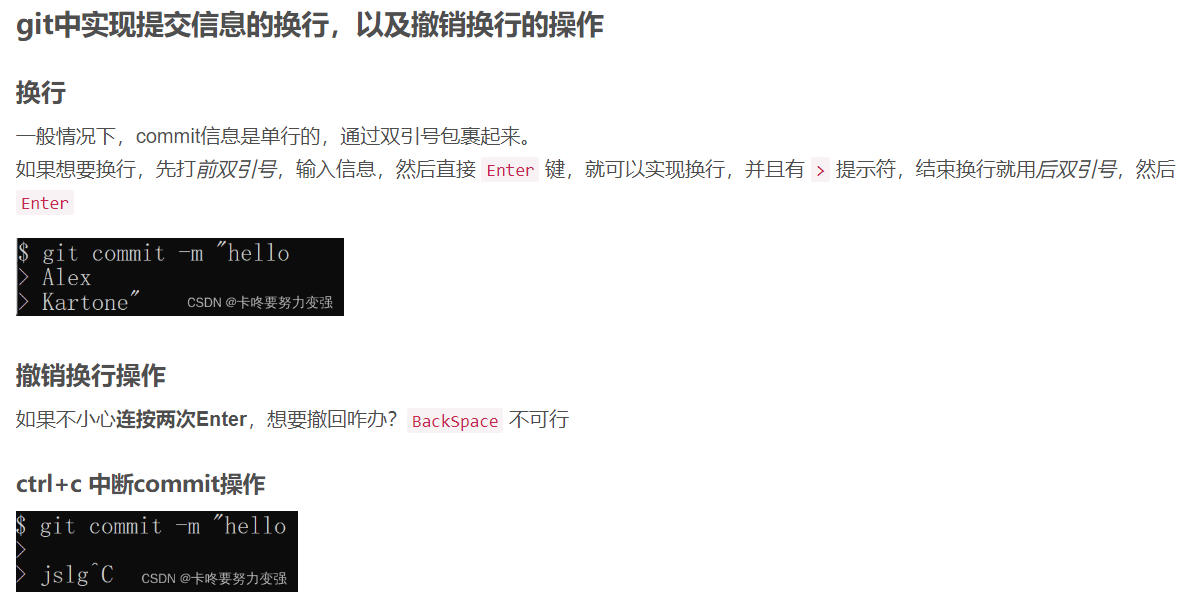 git中实现提交信息的换行，以及撤销换行的操作
换行
一般情况下，commit信息是单行的，通过双引号包裹起来。
如果想要换行，先打前双引号，输入信息，然后直接 Enter 键，就可以实现换行，并且有 > 提示符，结束换行就用后双引号，然后
Enter
$ git commit -m "hello
> Alex
> Kartone"
CSDN @卡咚要努力变强
撤销换行操作
如果不小心连按两次Enter，想要撤回咋办？ BackSpace 不可行
ctrl+c 中断commit操作
$ git commit -m "hello
>
> jslg^C
CSDN @卡咚要努力变强